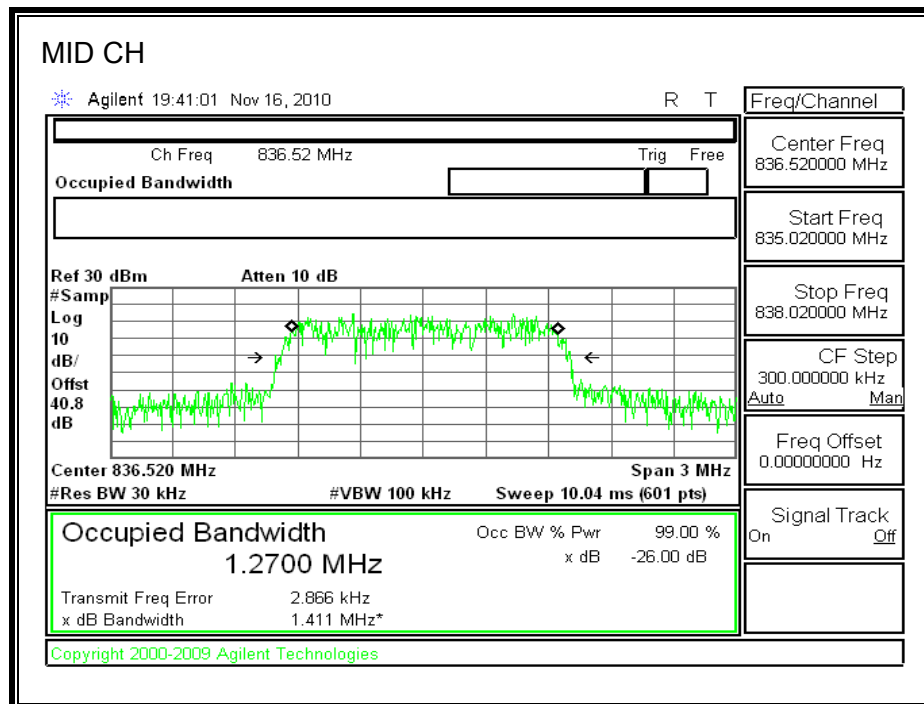 MID CH
Agilent 19:41:01 Nov 16, 2010 R T
Freq/Channel
Ch Freq 836.52 MHz Trig Free
Occupied Bandwidth
Center Freq
836.520000 MHz
Start Freq
835.020000 MHz
Stop Freq
838.020000 MHz
CF Step
300.000000 kHz
Auto Man
Freq Offset
0.00000000 Hz
Signal Track
On Off
Ref 30 dBm Atten 10 dB
#Samp
Log
10
dB/
Offst
40.8
dB
Center 836.520 MHz Span 3 MHz
#Res BW 30 kHz #VBW 100 kHz Sweep 10.04 ms (601 pts)
Occupied Bandwidth Occ BW % Pwr 99.00 %
1.2700 MHz x dB -26.00 dB
Transmit Freq Error 2.866 kHz
x dB Bandwidth 1.411 MHz*
Copyright 2000-2009 Agilent Technologies